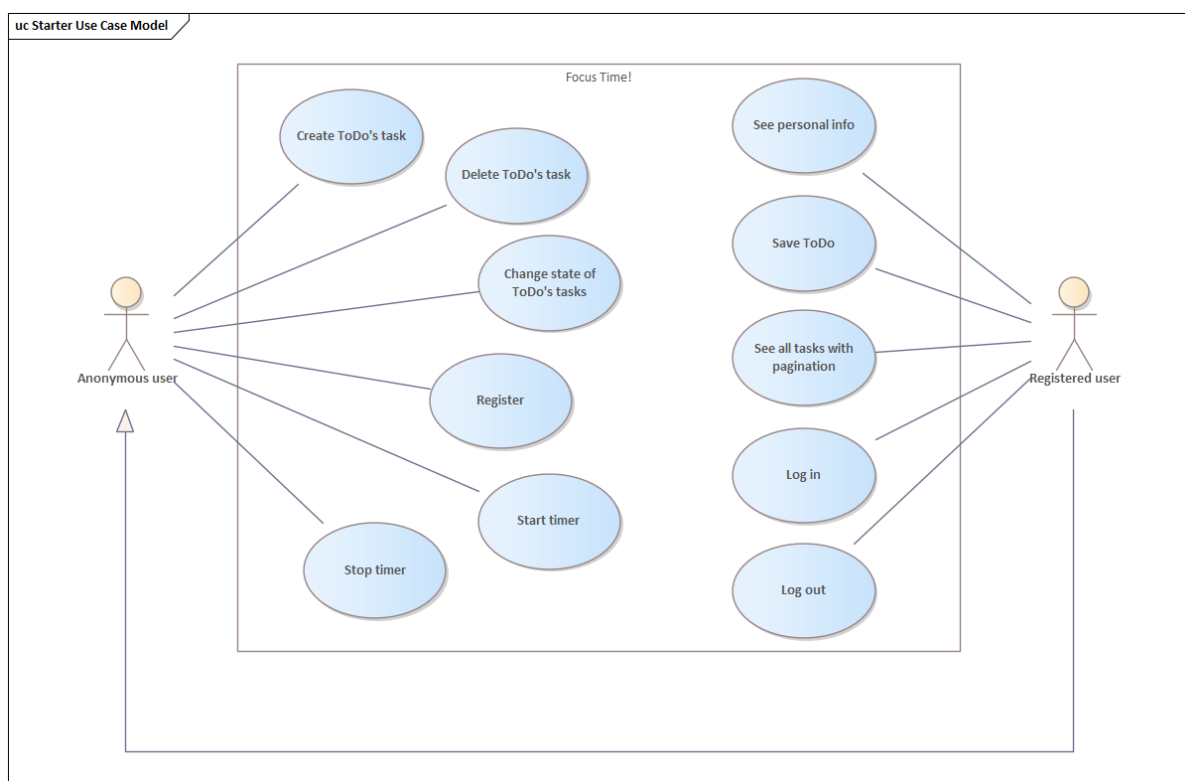 uc Starter Use Case Model
Focus Time!
Create ToDo's task
Delete ToDo's task
Change state of
ToDo's tasks
Register
Start timer
Stop timer
See personal info
Save ToDo
See all tasks with
pagination
Log in
Log out
Anonymous user
Registered user